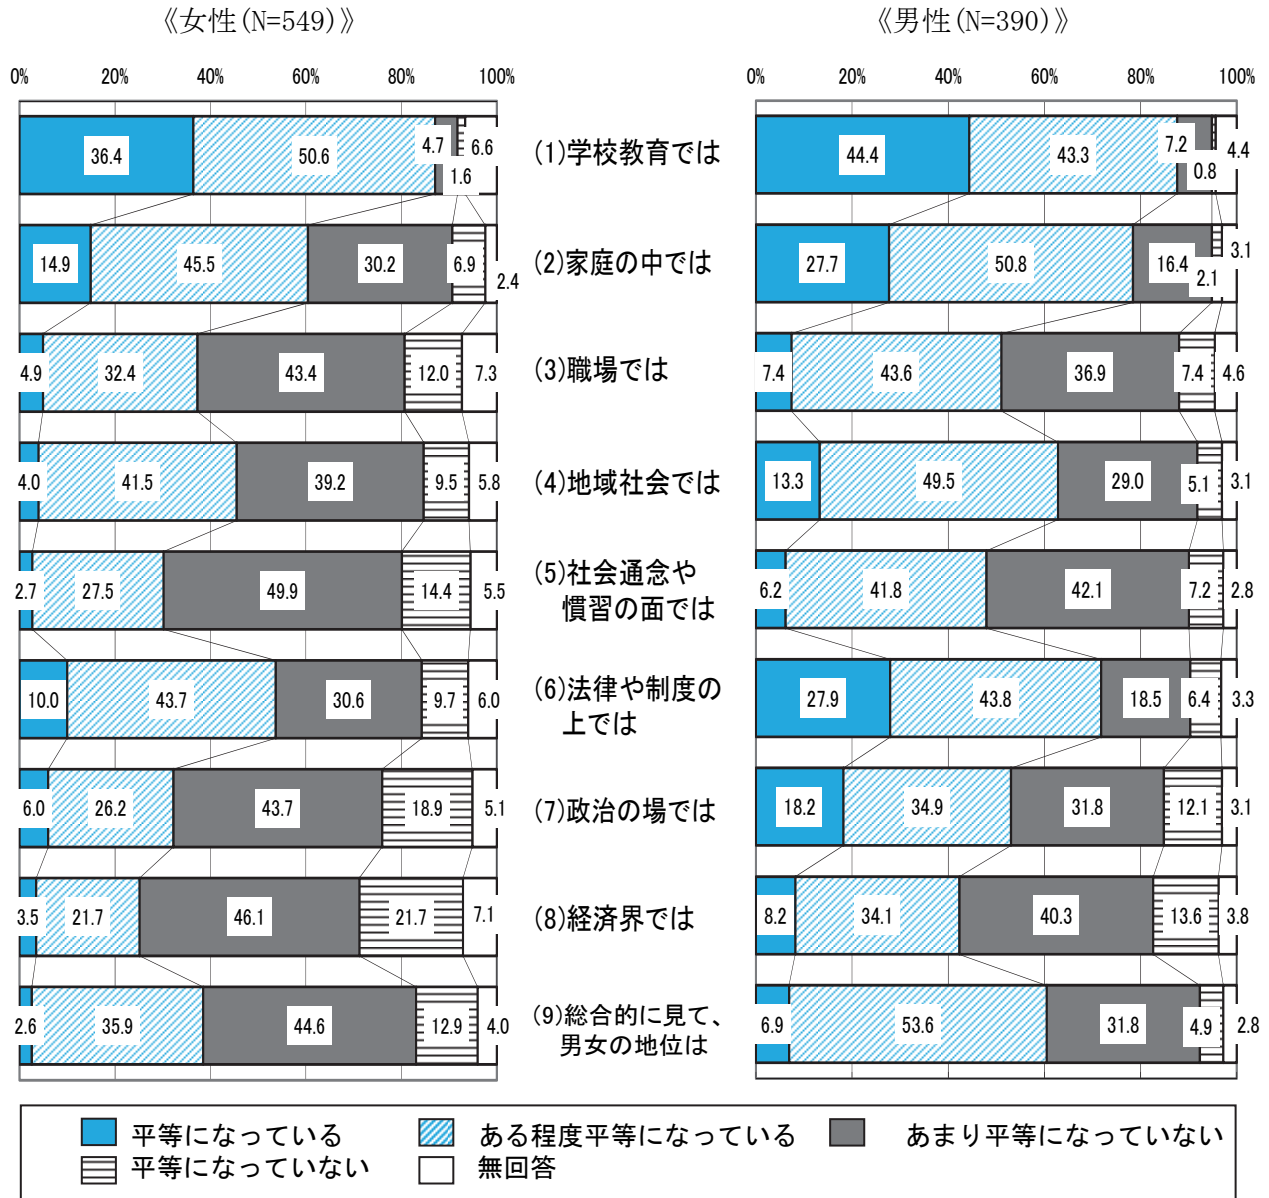 《女性(N=549)》
《男性(N=390)》
0% 20% 40% 60% 80% 100%
0% 20% 40% 60% 80% 100%
36.4 50.6 4.7 1.6 6.6
(1)学校教育では
44.4 43.3 7.2 0.8 4.4
14.9 45.5 30.2 6.9 2.4
(2)家庭の中では
27.7 50.8 16.4 2.1 3.1
4.9 32.4 43.4 12.0 7.3
(3)職場では
7.4 43.6 36.9 7.4 4.6
4.0 41.5 39.2 9.5 5.8
(4)地域社会では
13.3 49.5 29.0 5.1 3.1
2.7 27.5 49.9 14.4 5.5
(5)社会通念や
慣習の面では
6.2 41.8 42.1 7.2 2.8
10.0 43.7 30.6 9.7 6.0
(6)法律や制度の
上では
27.9 43.8 18.5 6.4 3.3
6.0 26.2 43.7 18.9 5.1
(7)政治の場では
18.2 34.9 31.8 12.1 3.1
3.5 21.7 46.1 21.7 7.1
(8)経済界では
8.2 34.1 40.3 13.6 3.8
2.6 35.9 44.6 12.9 4.0
(9)総合的に見て、
男女の地位は
6.9 53.6 31.8 4.9 2.8
平等になっている ある程度平等になっている あまり平等になっていない
平等になっていない 無回答